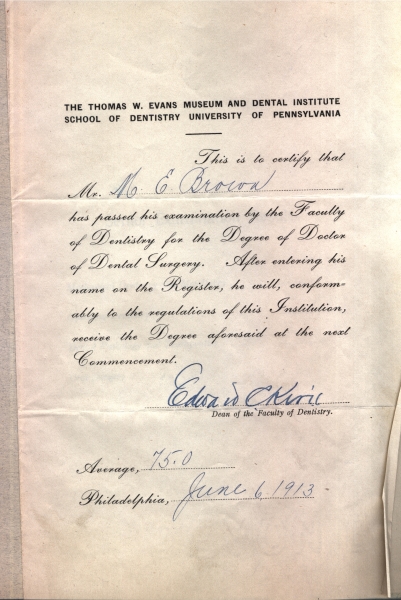 THE THOMAS W. EVANS MUSEUM AND DENTAL INSTITUTE
SCHOOL OF DENTISTRY UNIVERSITY OF PENNSYLVANIA
This is to certify that
Mr. M. E Brown
has passed his examination by the Faculty
of Dentistry for the Degree of Doctor
of Dental Surgery. After entering his
name on the Register, he will, conform-
ably to the regulations of this Institution,
receive the Degree aforesaid at the next
Commencement.
Edward C Kirk
Dean of the Faculty of Dentistry.
Average, 75.0
Philadelphia, June 6, 1913-